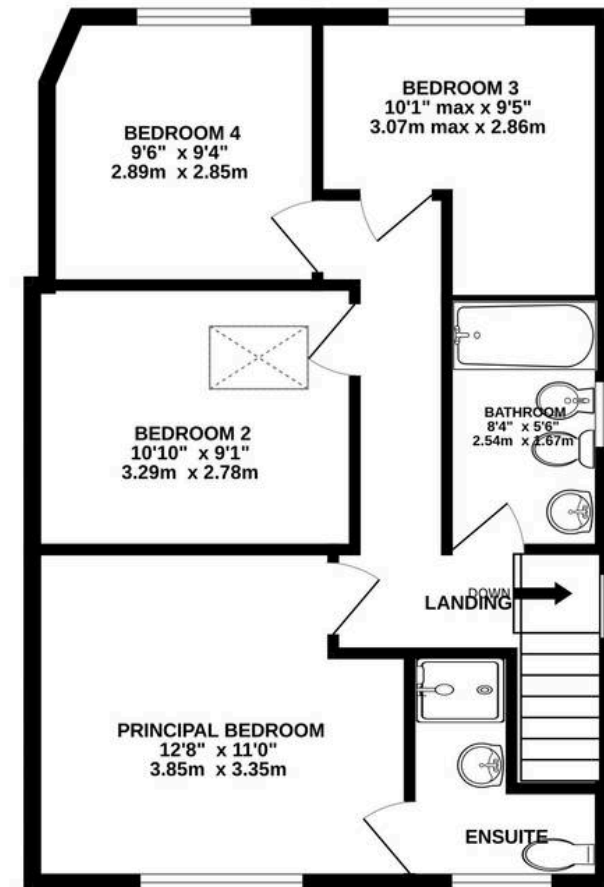 BEDROOM 4
9'6" x 9'4"
2.89m x 2.85m
BEDROOM 3
10'1" max x 9'5"
3.07m max x 2.86m
BEDROOM 2
10'10" x 9'1"
3.29m x 2.78m
BATHROOM
8'4" x 5'6"
2.54m x 1.67m
DOWN
LANDING
PRINCIPAL BEDROOM
12'8" x 11'0"
3.85m x 3.35m
ENSUITE